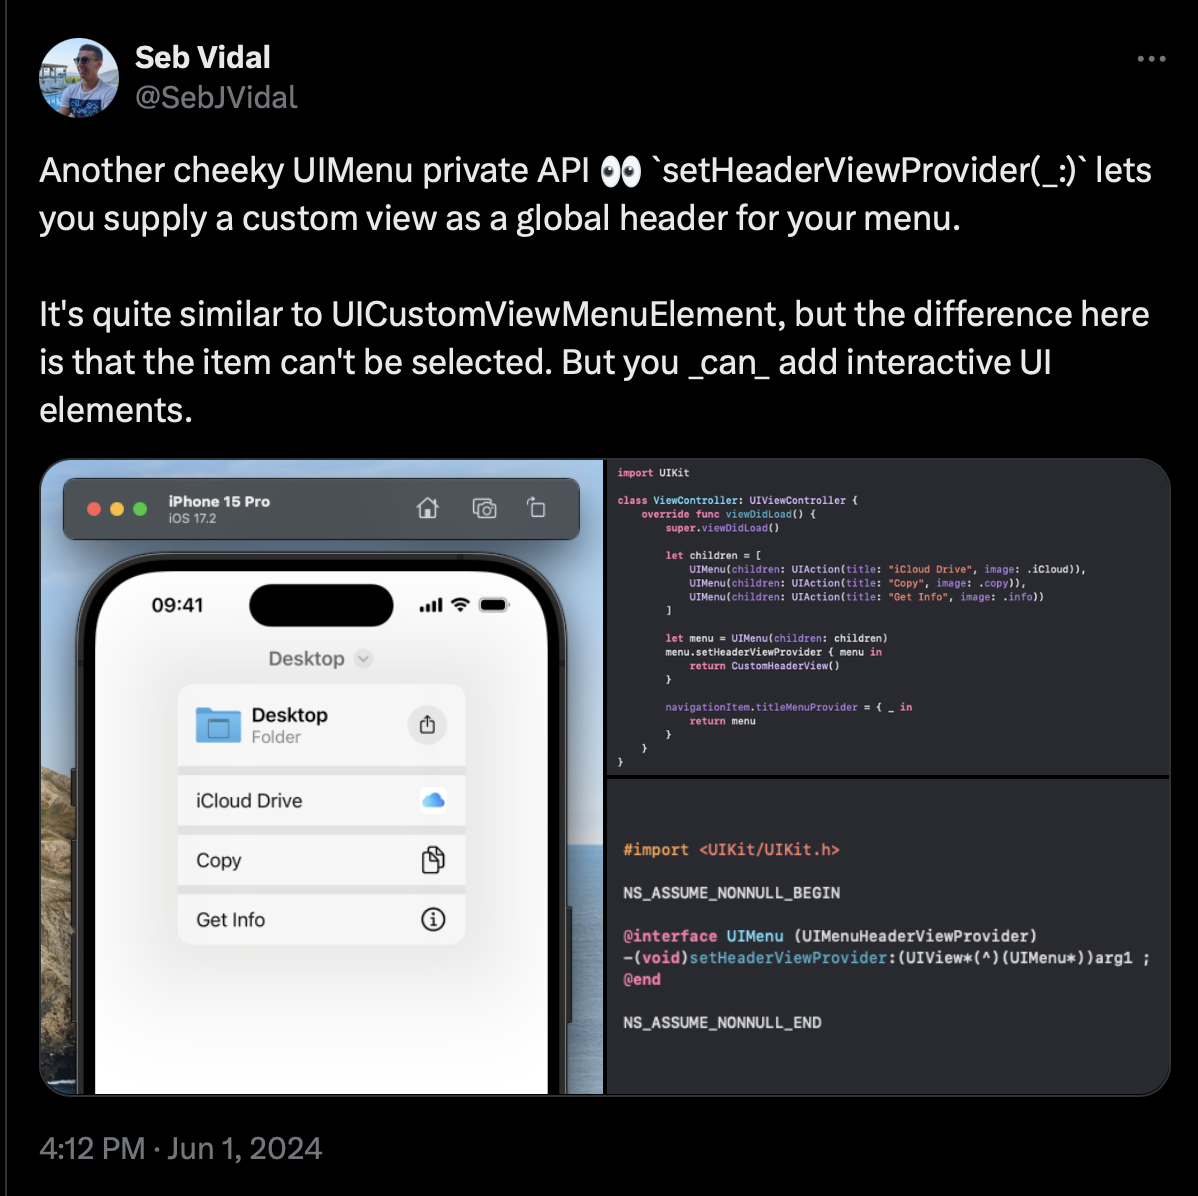 Seb Vidal
@SebJVidal
Another cheeky UIMenu private API 👀 `setHeaderViewProvider(_:)` lets
you supply a custom view as a global header for your menu.
It's quite similar to UICustomViewMenuElement, but the difference here
is that the item can't be selected. But you _can_ add interactive UI
elements.
iPhone 15 Pro
iOS 17.2
09:41
Desktop
Desktop
Folder
iCloud Drive
Copy
Get Info
import UIKit
class ViewController: UIViewController {
    override func viewDidLoad() {
        super.viewDidLoad()
        let children = [
            UIMenu(children: UIAction(title: "iCloud Drive", image: .iCloud)),
            UIMenu(children: UIAction(title: "Copy", image: .copy)),
            UIMenu(children: UIAction(title: "Get Info", image: .info))
        ]
        let menu = UIMenu(children: children)
        menu.setHeaderViewProvider { menu in
            return CustomHeaderView()
        }
        navigationItem.titleMenuProvider = { _ in
            return menu
        }
    }
}
#import <UIKit/UIKit.h>
NS_ASSUME_NONNULL_BEGIN
@interface UIMenu (UIMenuHeaderViewProvider)
-(void)setHeaderViewProvider:(UIView*(^)(UIMenu*))arg1 ;
@end
NS_ASSUME_NONNULL_END
4:12 PM · Jun 1, 2024